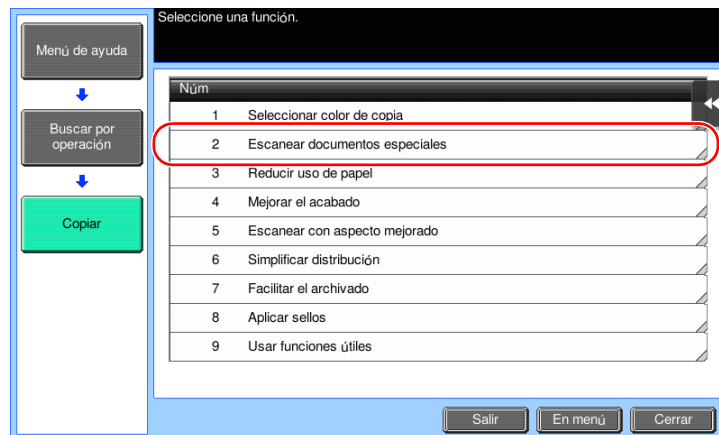 Seleccione una función.
Menú de ayuda
Buscar por
operación
Copiar
Núm
1 Seleccionar color de copia
2 Escanear documentos especiales
3 Reducir uso de papel
4 Mejorar el acabado
5 Escanear con aspecto mejorado
6 Simplificar distribución
7 Facilitar el archivado
8 Aplicar sellos
9 Usar funciones útiles
Salir En menú Cerrar